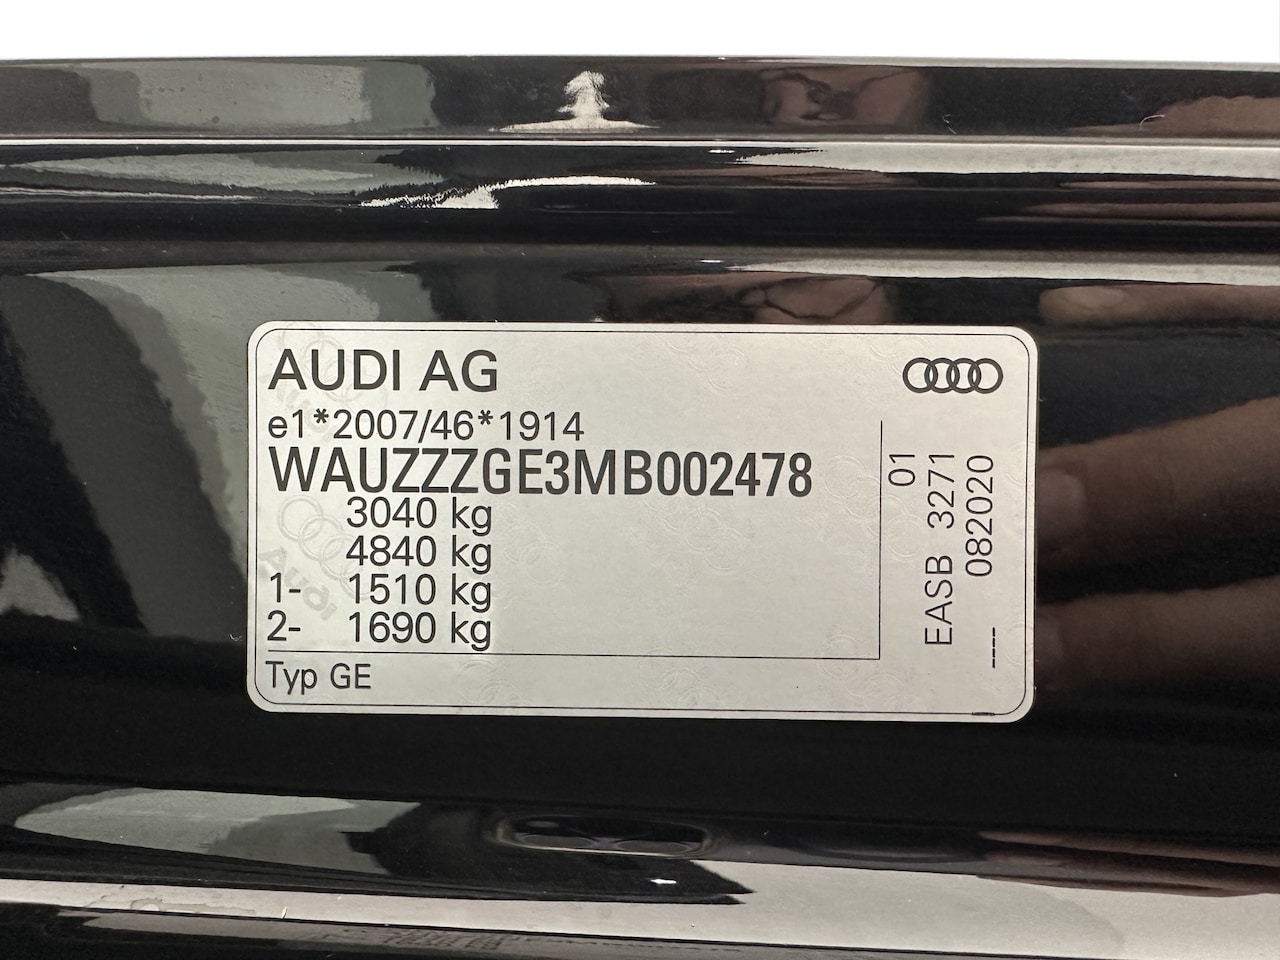 AUDI AG
e1*2007/46*1914
WAUZZZGE3MB002478
3040 kg
4840 kg
1- 1510 kg
2- 1690 kg
Typ GE
01
EASB 3271
082020
----
Audi